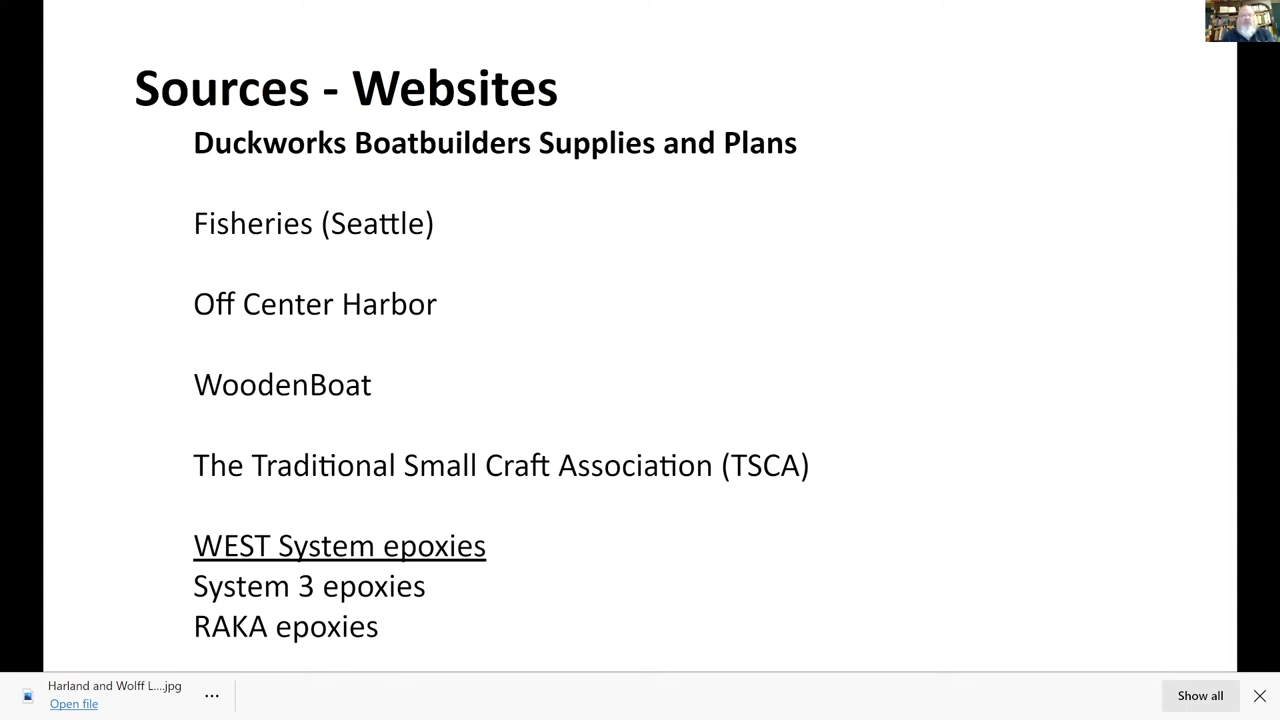 Sources - Websites
Duckworks Boatbuilders Supplies and Plans
Fisheries (Seattle)
Off Center Harbor
WoodenBoat
The Traditional Small Craft Association (TSCA)
WEST System epoxies
System 3 epoxies
RAKA epoxies
Harland and Wolff L....jpg
Open file
Show all